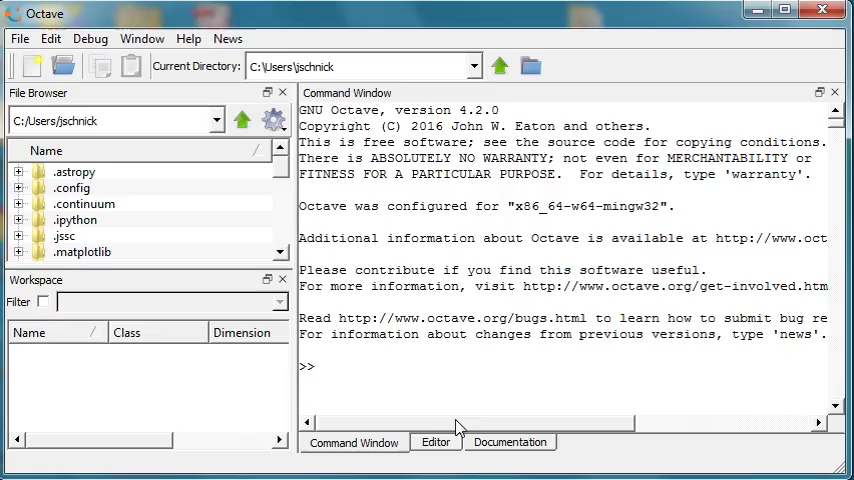 Octave
File Edit Debug Window Help News
Current Directory: C:\Users\jschnick
File Browser
C:/Users/jschnick
Name
.astropy
.config
.continuum
.ipython
.jssc
.matplotlib
Workspace
Filter
Name Class Dimension
Command Window
GNU Octave, version 4.2.0
Copyright (C) 2016 John W. Eaton and others.
This is free software; see the source code for copying conditions.
There is ABSOLUTELY NO WARRANTY; not even for MERCHANTABILITY or
FITNESS FOR A PARTICULAR PURPOSE.  For details, type 'warranty'.
Octave was configured for "x86_64-w64-mingw32".
Additional information about Octave is available at http://www.oct
Please contribute if you find this software useful.
For more information, visit http://www.octave.org/get-involved.htm
Read http://www.octave.org/bugs.html to learn how to submit bug re
For information about changes from previous versions, type 'news'.
>>
Command Window Editor Documentation